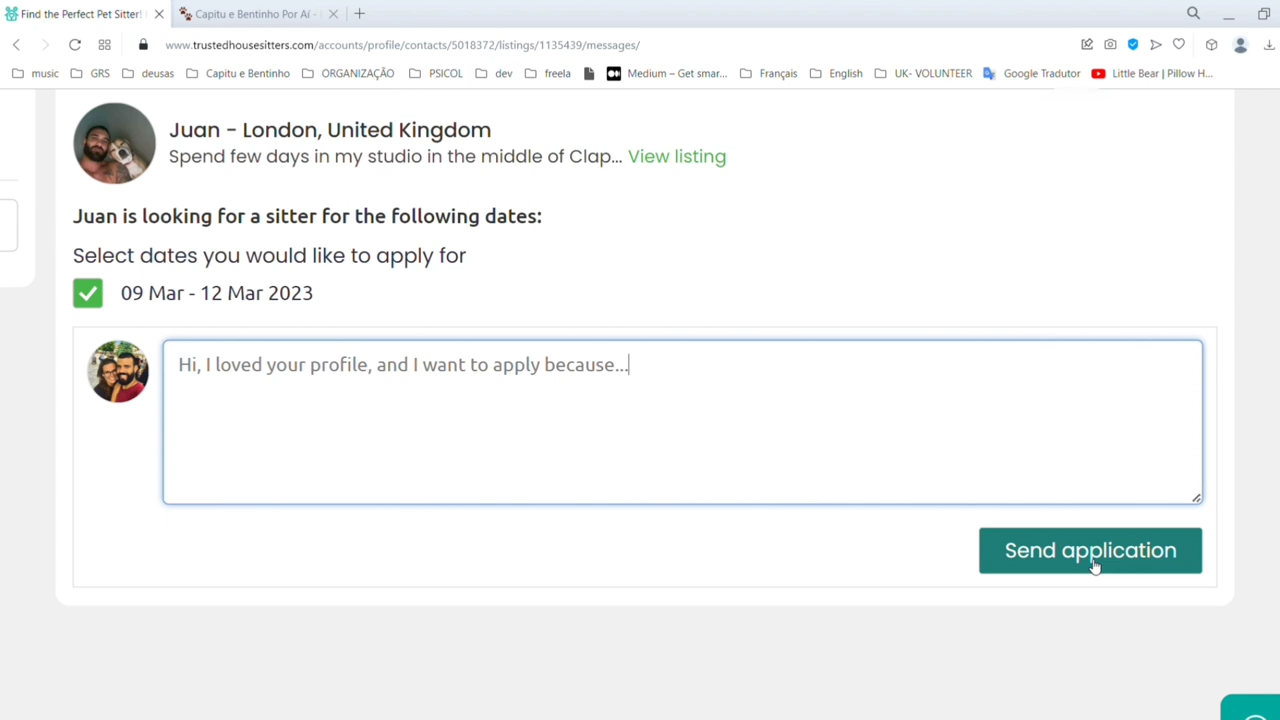 Find the Perfect Pet Sitter!
Capitu e Bentinho Por Aí -
www.trustedhousesitters.com/accounts/profile/contacts/5018372/listings/1135439/messages/
music GRS deusas Capitu e Bentinho ORGANIZAÇÃO PSICOL dev freela Medium – Get smar... Français English UK- VOLUNTEER Google Tradutor Little Bear | Pillow H...
Juan - London, United Kingdom
Spend few days in my studio in the middle of Clap... View listing
Juan is looking for a sitter for the following dates:
Select dates you would like to apply for
09 Mar - 12 Mar 2023
Hi, I loved your profile, and I want to apply because...
Send application